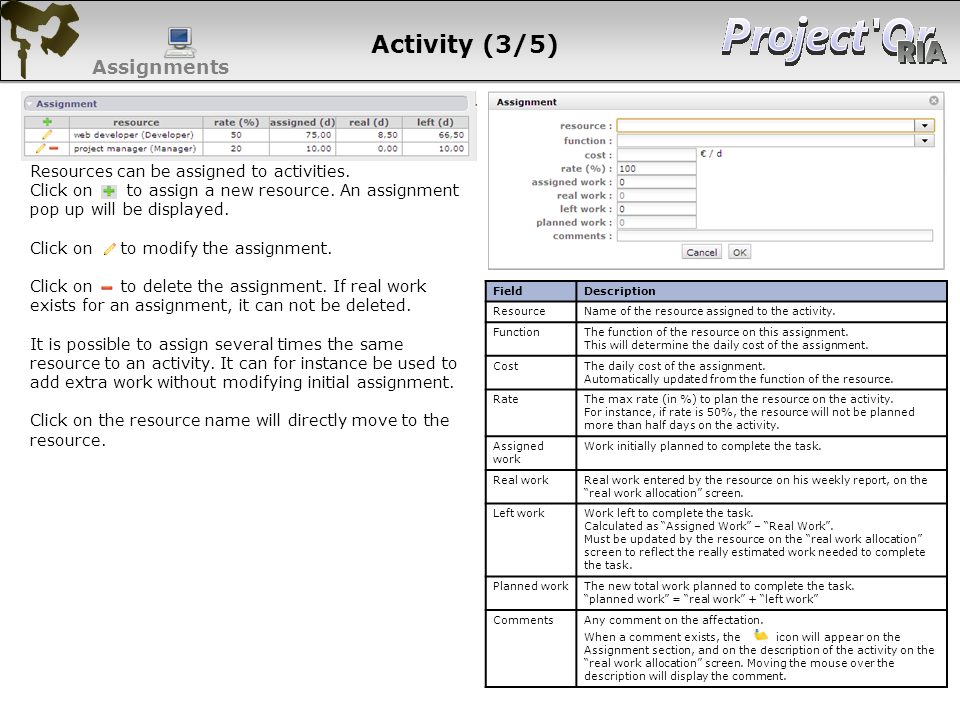 Activity (3/5)
Project'Or
RIA
Assignments
Assignment
resource rate (%) assigned (d) real (d) left (d)
web developer (Developer) 50 75,00 8,50 66,50
project manager (Manager) 20 10,00 0,00 10,00
Resources can be assigned to activities.
Click on to assign a new resource. An assignment
pop up will be displayed.
Click on to modify the assignment.
Click on to delete the assignment. If real work
exists for an assignment, it can not be deleted.
It is possible to assign several times the same
resource to an activity. It can for instance be used to
add extra work without modifying initial assignment.
Click on the resource name will directly move to the
resource.
Assignment
resource :
function :
cost : € / d
rate (%) : 100
assigned work : 0
real work : 0
left work : 0
planned work : 0
comments :
Cancel OK
Field Description
Resource Name of the resource assigned to the activity.
Function The function of the resource on this assignment.
This will determine the daily cost of the assignment.
Cost The daily cost of the assignment.
Automatically updated from the function of the resource.
Rate The max rate (in %) to plan the resource on the activity.
For instance, if rate is 50%, the resource will not be planned
more than half days on the activity.
Assigned Work initially planned to complete the task.
work
Real work Real work entered by the resource on his weekly report, on the
“real work allocation” screen.
Left work Work left to complete the task.
Calculated as “Assigned Work” – “Real Work”.
Must be updated by the resource on the “real work allocation”
screen to reflect the really estimated work needed to complete
the task.
Planned work The new total work planned to complete the task.
“planned work” = “real work” + “left work”
Comments Any comment on the affectation.
When a comment exists, the icon will appear on the
Assignment section, and on the description of the activity on the
“real work allocation” screen. Moving the mouse over the
description will display the comment.